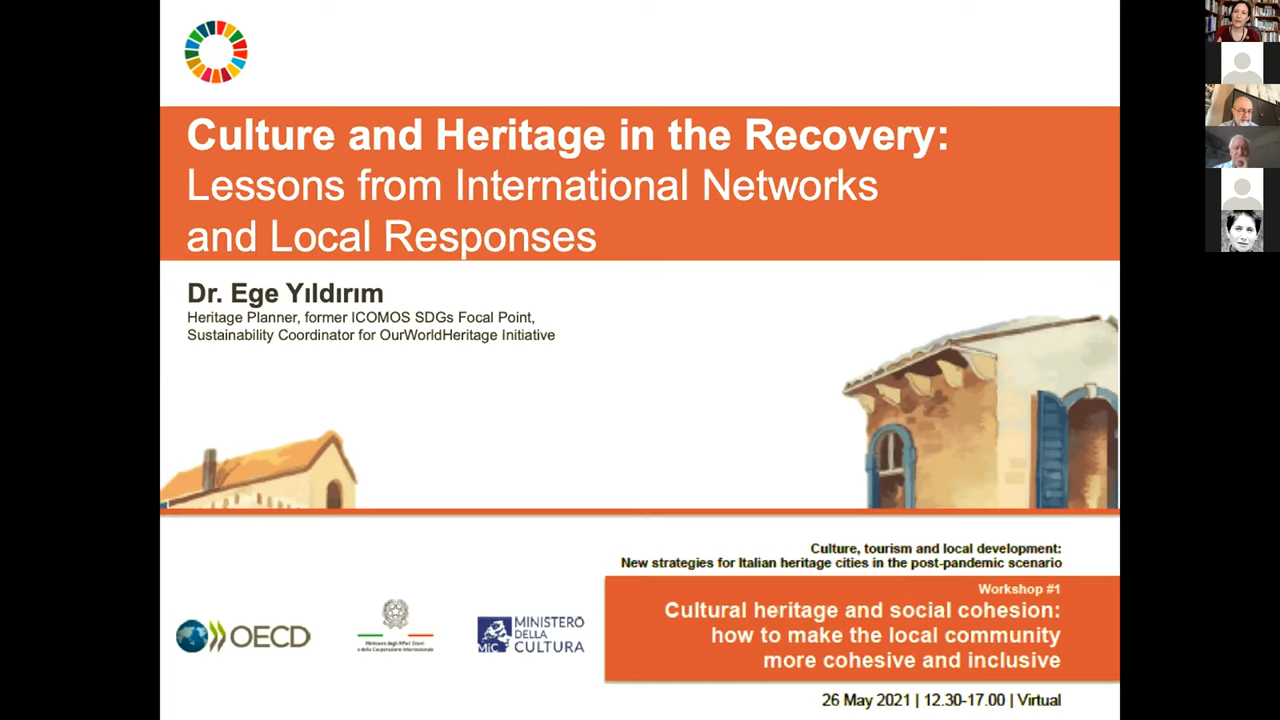 Culture and Heritage in the Recovery:
Lessons from International Networks
and Local Responses
Dr. Ege Yıldırım
Heritage Planner, former ICOMOS SDGs Focal Point,
Sustainability Coordinator for OurWorldHeritage Initiative
Culture, tourism and local development:
New strategies for Italian heritage cities in the post-pandemic scenario
Workshop #1
Cultural heritage and social cohesion:
how to make the local community
more cohesive and inclusive
OECD
Ministero degli Affari Esteri
e della Cooperazione Internazionale
MiC
MINISTERO
DELLA
CULTURA
26 May 2021 | 12.30-17.00 | Virtual